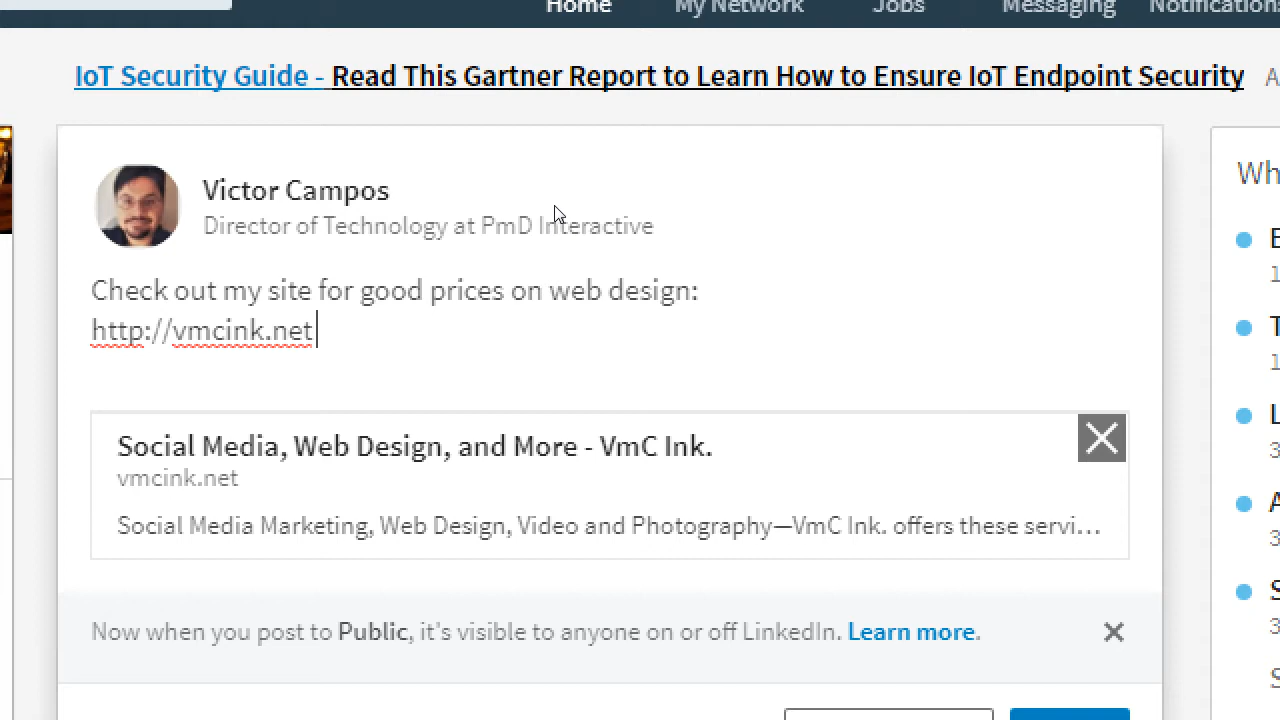 Home My Network Jobs Messaging Notifications
IoT Security Guide - Read This Gartner Report to Learn How to Ensure IoT Endpoint Security
Victor Campos
Director of Technology at PmD Interactive
Check out my site for good prices on web design:
http://vmcink.net
Social Media, Web Design, and More - VmC Ink.
vmcink.net
Social Media Marketing, Web Design, Video and Photography—VmC Ink. offers these servi...
Now when you post to Public, it's visible to anyone on or off LinkedIn. Learn more.